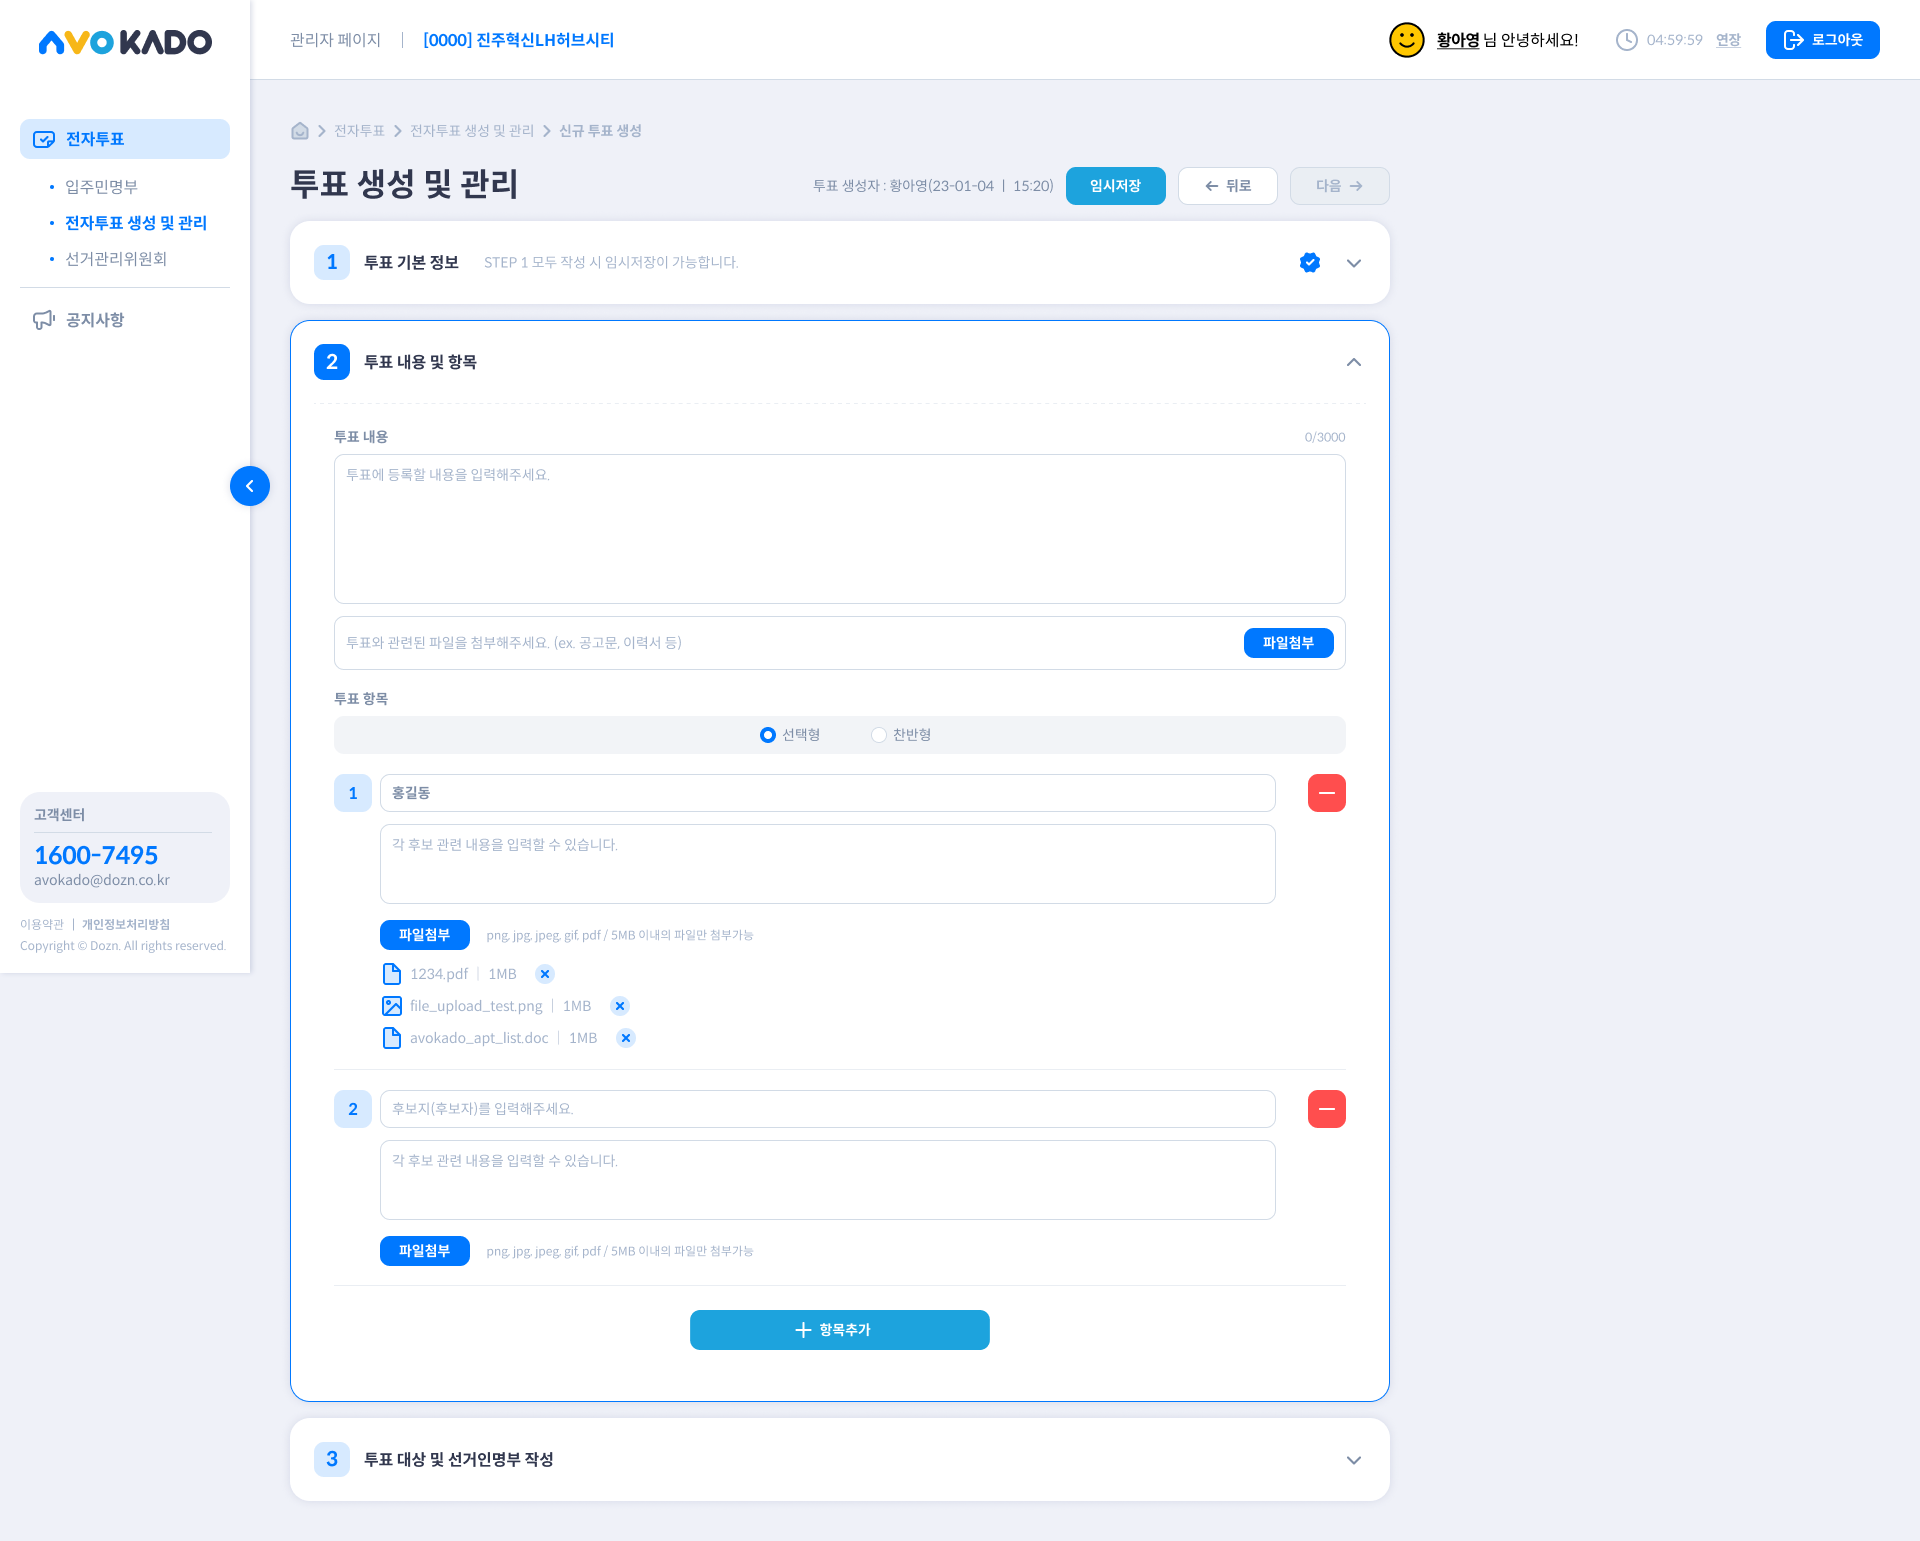 AVOKADO
관리자 페이지 | [0000] 진주혁신LH허브시티
황아영 님 안녕하세요!
04:59:59 연장
로그아웃
전자투표
입주민명부
전자투표 생성 및 관리
선거관리위원회
공지사항
고객센터
1600-7495
avokado@dozn.co.kr
이용약관 | 개인정보처리방침
Copyright © Dozn. All rights reserved.
전자투표 > 전자투표 생성 및 관리 > 신규 투표 생성
투표 생성 및 관리
투표 생성자 : 황아영(23-01-04 | 15:20)
임시저장
뒤로
다음
1 투표 기본 정보 STEP 1 모두 작성 시 임시저장이 가능합니다.
2 투표 내용 및 항목
투표 내용 0/3000
투표에 등록할 내용을 입력해주세요.
투표와 관련된 파일을 첨부해주세요. (ex. 공고문, 이력서 등) 파일첨부
투표 항목
선택형 찬반형
1 홍길동
각 후보 관련 내용을 입력할 수 있습니다.
파일첨부 png, jpg, jpeg, gif, pdf / 5MB 이내의 파일만 첨부가능
1234.pdf | 1MB
file_upload_test.png | 1MB
avokado_apt_list.doc | 1MB
2 후보지(후보자)를 입력해주세요.
각 후보 관련 내용을 입력할 수 있습니다.
파일첨부 png, jpg, jpeg, gif, pdf / 5MB 이내의 파일만 첨부가능
항목추가
3 투표 대상 및 선거인명부 작성